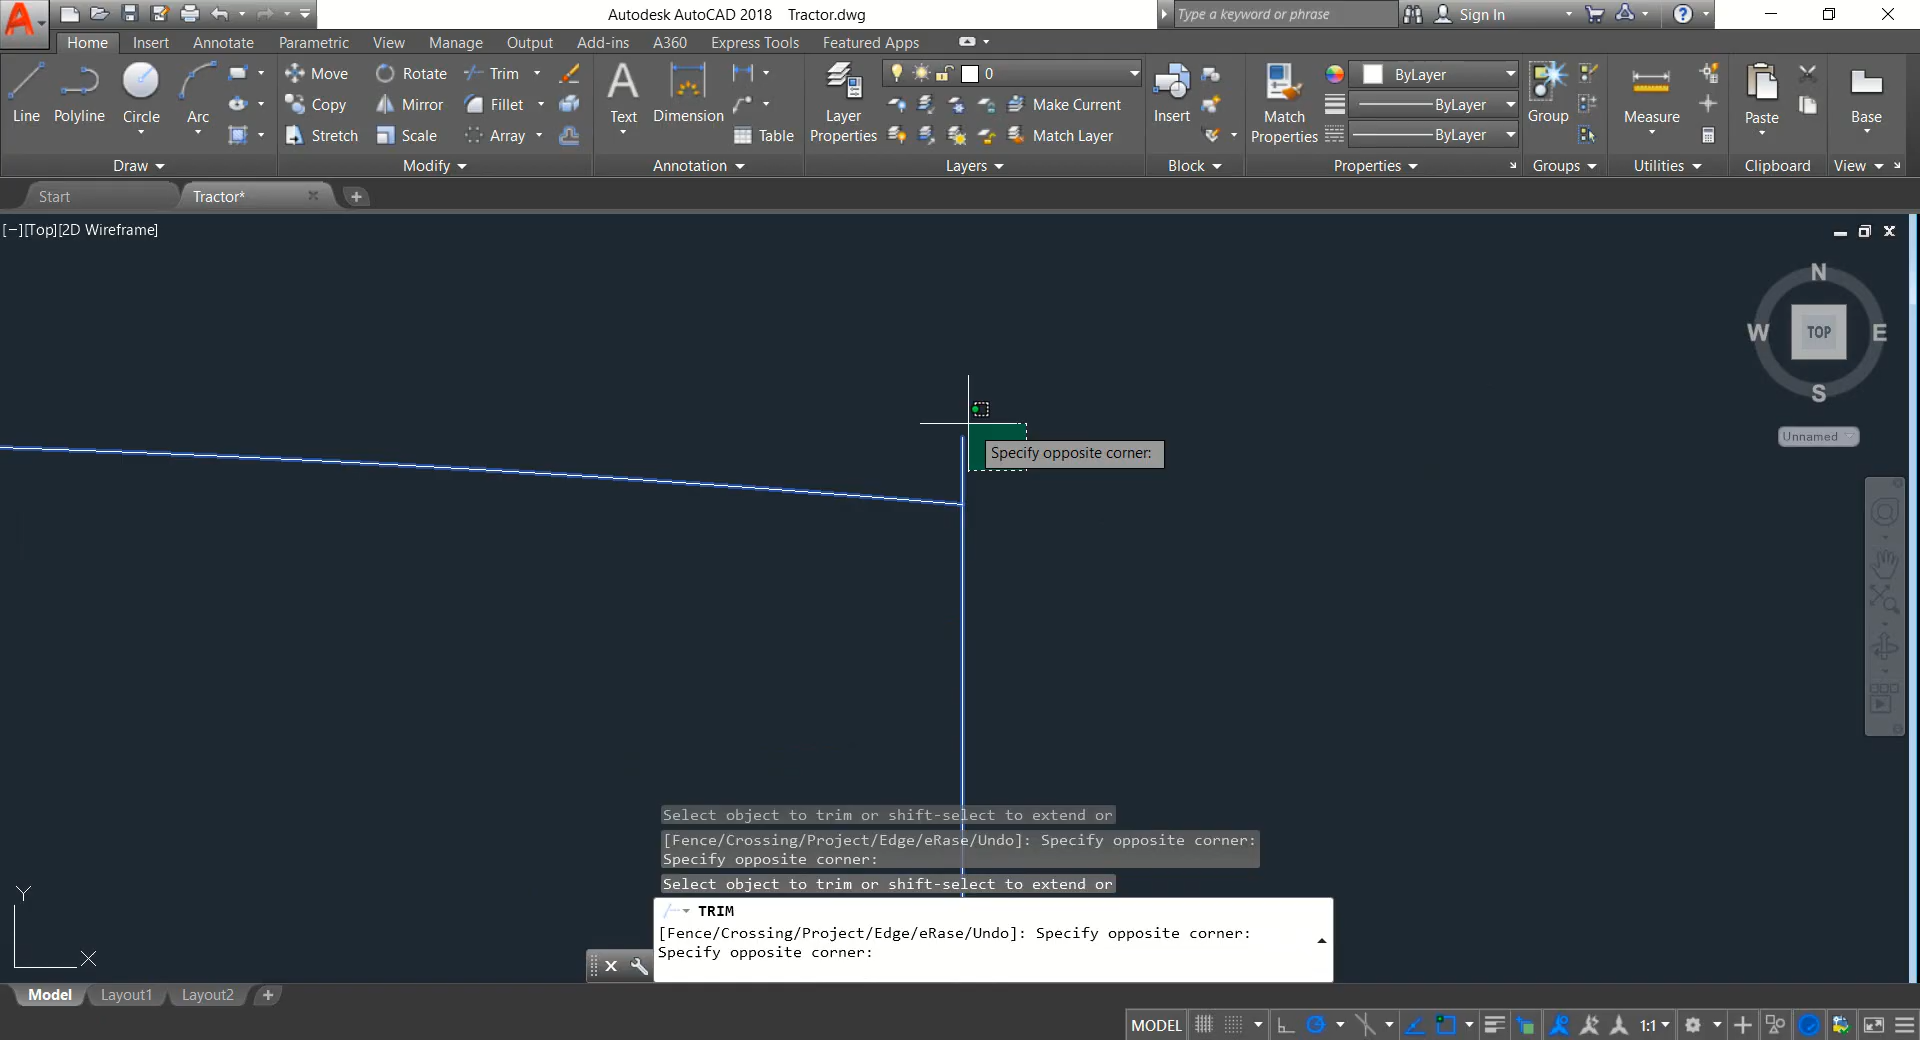 Autodesk AutoCAD 2018 Tractor.dwg
Type a keyword or phrase
Sign In
Home Insert Annotate Parametric View Manage Output Add-ins A360 Express Tools Featured Apps
Line
Polyline
Circle
Arc
Draw
Move Rotate Trim
Copy Mirror Fillet
Stretch Scale Array
Modify
Text
Dimension
Table
Annotation
Layer
Properties
0
Make Current
Match Layer
Layers
Insert
Block
Match
Properties
ByLayer
ByLayer
ByLayer
Properties
Group
Groups
Measure
Utilities
Paste
Clipboard
Base
View
Start Tractor*
[−][Top][2D Wireframe]
N
W TOP E
S
Unnamed
Specify opposite corner:
Select object to trim or shift-select to extend or
[Fence/Crossing/Project/Edge/eRase/Undo]: Specify opposite corner:
Specify opposite corner:
Select object to trim or shift-select to extend or
TRIM
[Fence/Crossing/Project/Edge/eRase/Undo]: Specify opposite corner:
Specify opposite corner:
Y
X
Model Layout1 Layout2
MODEL 1:1